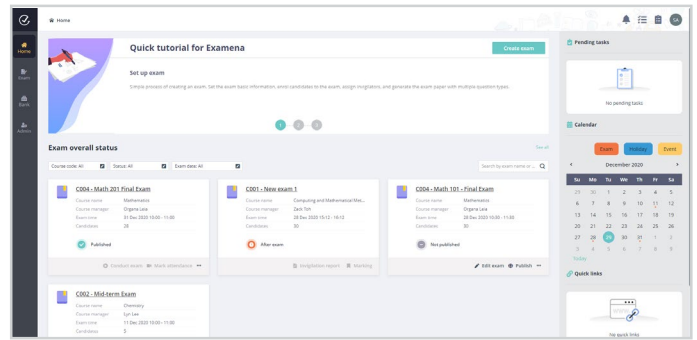 Home
SA
Home
Exam
Bank
Admin
Quick tutorial for Examena
Create exam
Set up exam
Simple process of creating an exam. Set the exam basic information, enrol candidates to the exam, assign invigilation, and generate the exam paper with multiple question types.
1 2 3
Exam overall status
See all
Course code: All
Status: All
Exam date: All
Search by exam name or ...
C004 - Math 201 Final Exam
Course name Mathematics
Course manager Organa Leia
Exam time 31 Dec 2020 10:00 - 11:00
Candidates 28
Published
Conduct exam Mark attendance
C001 - New exam 1
Course name Computing and Mathematical Mec...
Course manager Zack Toh
Exam time 28 Dec 2020 15:12 - 19:12
Candidates 30
After exam
Invigilation report Marking
C004 - Math 101 - Final Exam
Course name Mathematics
Course manager Organa Leia
Exam time 28 Dec 2020 10:00 - 11:00
Candidates 30
Not published
Edit exam Publish
C002 - Mid-term Exam
Course name Chemistry
Course manager Lyn Lee
Exam time 11 Dec 2020 10:00 - 11:00
Candidates 5
Pending tasks
No pending tasks
Calendar
Exam Holiday Event
December 2020
Su Mo Tu We Th Fr Sa
29 30 1 2 3 4 5
6 7 8 9 10 11 12
13 14 15 16 17 18 19
20 21 22 23 24 25 26
27 28 29 30 31 1 2
3 4 5 6 7 8 9
Today
Quick links
WWW.
No quick links